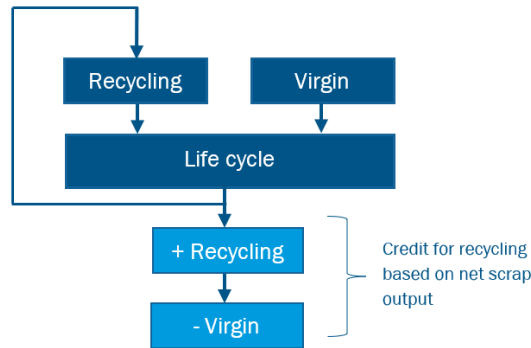 Recycling
Virgin
Life cycle
+ Recycling
- Virgin
Credit for recycling
based on net scrap
output